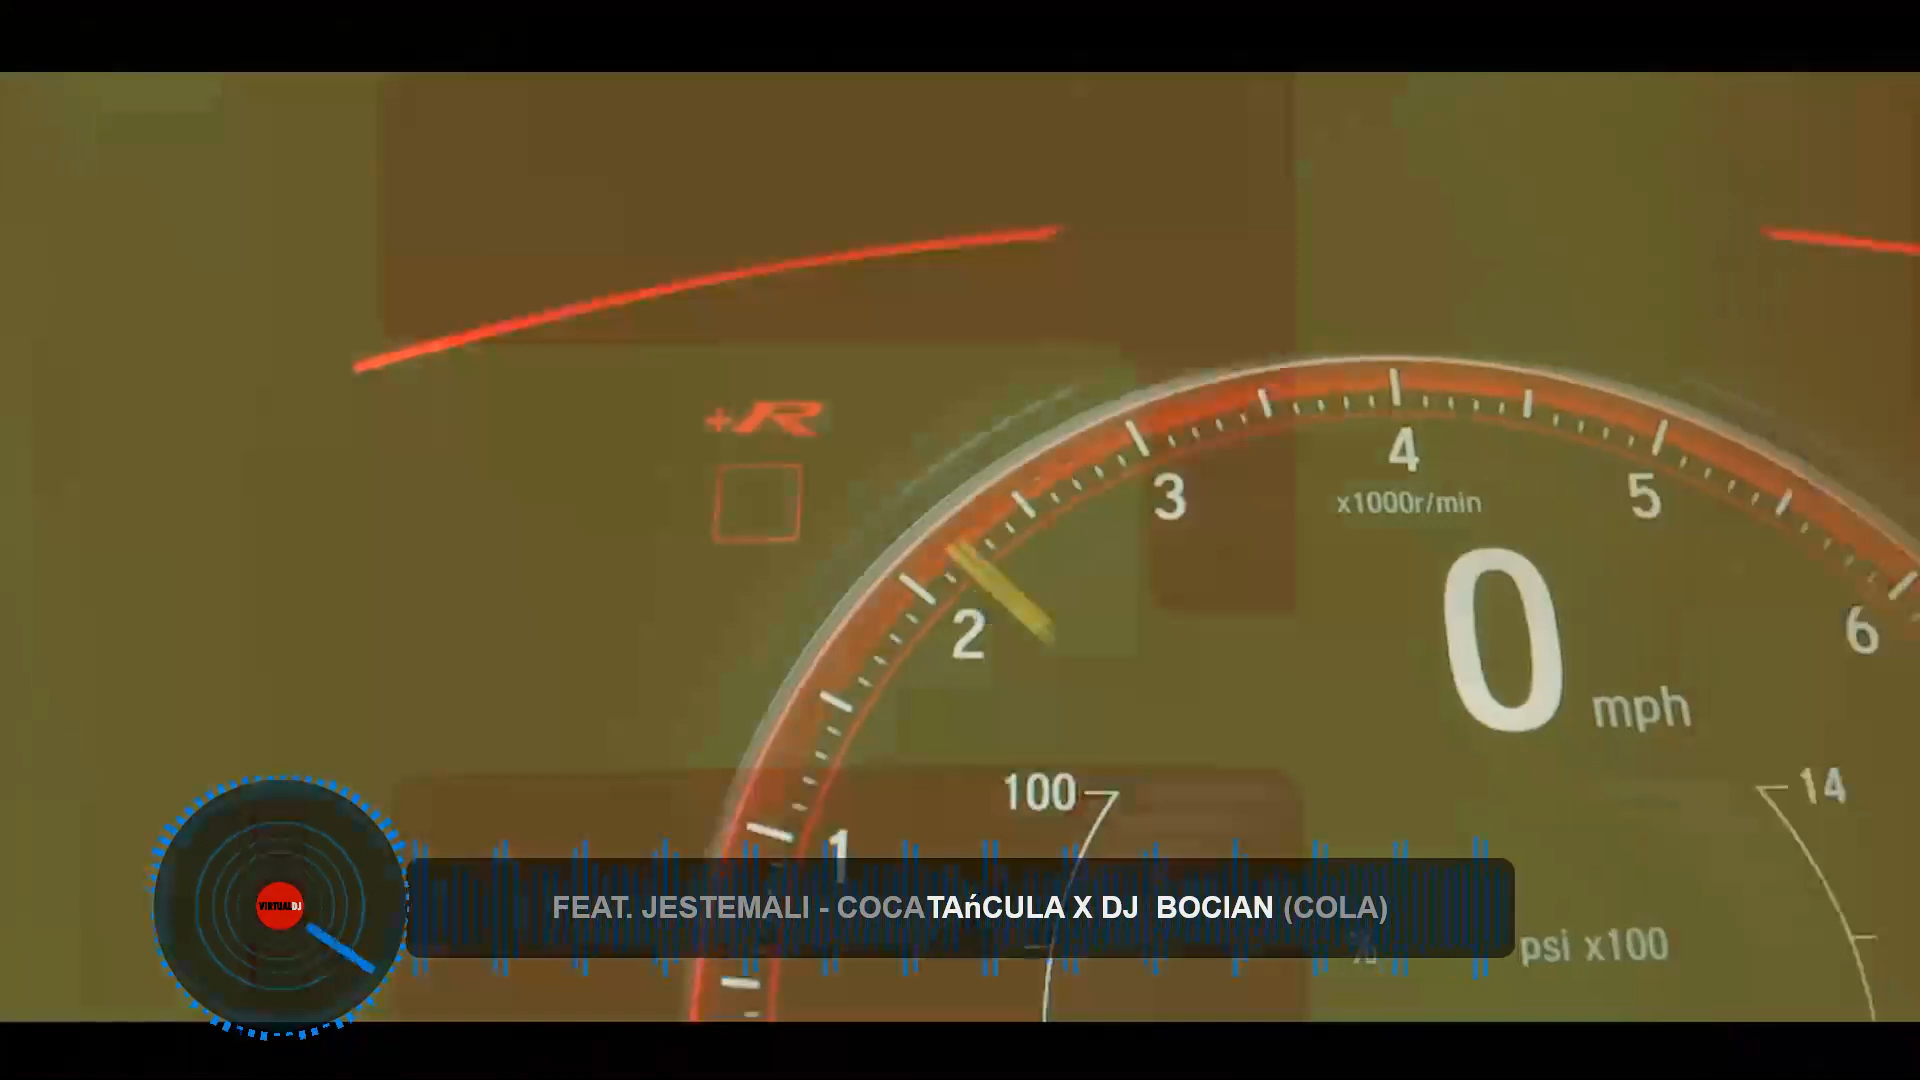 +R
4
3
5
x1000r/min
2
6
0
mph
100
14
1
VIRTUALDJ
FEAT. JESTEMALI - COCATAńCULA X DJ  BOCIAN (COLA)
%
psi x100